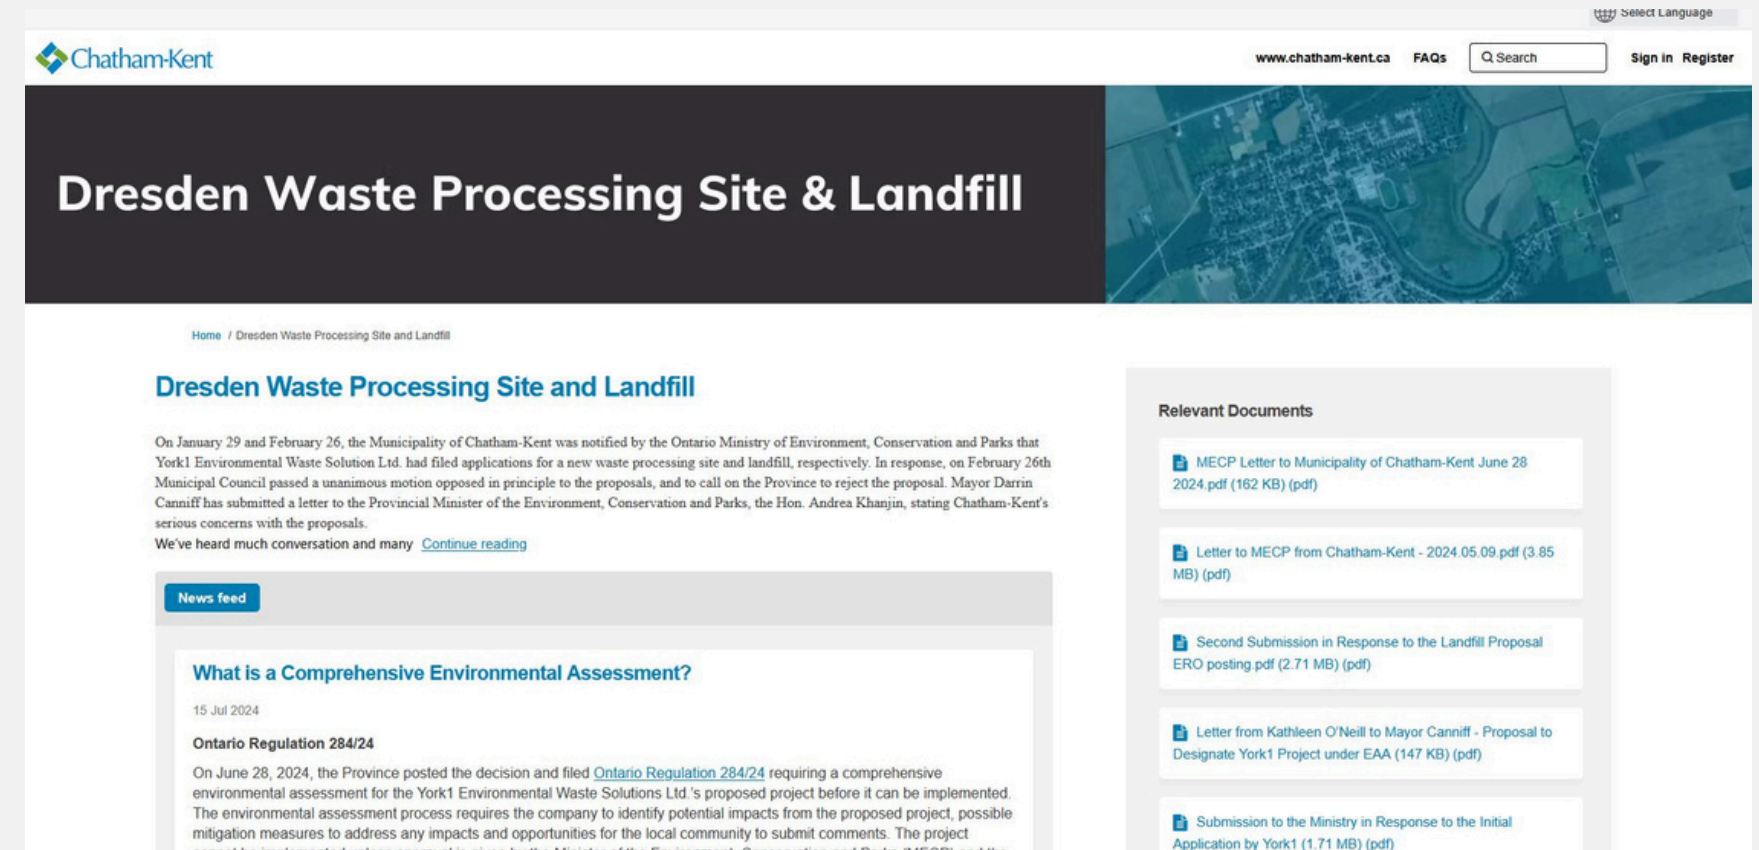 Select Language
Chatham-Kent
www.chatham-kent.ca FAQs Search Sign in Register
Dresden Waste Processing Site & Landfill
Home / Dresden Waste Processing Site and Landfill
Dresden Waste Processing Site and Landfill
On January 29 and February 26, the Municipality of Chatham-Kent was notified by the Ontario Ministry of Environment, Conservation and Parks that
York1 Environmental Waste Solution Ltd. had filed applications for a new waste processing site and landfill, respectively. In response, on February 26th
Municipal Council passed a unanimous motion opposed in principle to the proposals, and to call on the Province to reject the proposal. Mayor Darrin
Canniff has submitted a letter to the Provincial Minister of the Environment, Conservation and Parks, the Hon. Andrea Khanjin, stating Chatham-Kent's
serious concerns with the proposals.
We've heard much conversation and many Continue reading
News feed
What is a Comprehensive Environmental Assessment?
15 Jul 2024
Ontario Regulation 284/24
On June 28, 2024, the Province posted the decision and filed Ontario Regulation 284/24 requiring a comprehensive
environmental assessment for the York1 Environmental Waste Solutions Ltd.'s proposed project before it can be implemented.
The environmental assessment process requires the company to identify potential impacts from the proposed project, possible
mitigation measures to address any impacts and opportunities for the local community to submit comments. The project
Relevant Documents
MECP Letter to Municipality of Chatham-Kent June 28
2024.pdf (162 KB) (pdf)
Letter to MECP from Chatham-Kent - 2024.05.09.pdf (3.85
MB) (pdf)
Second Submission in Response to the Landfill Proposal
ERO posting.pdf (2.71 MB) (pdf)
Letter from Kathleen O'Neill to Mayor Canniff - Proposal to
Designate York1 Project under EAA (147 KB) (pdf)
Submission to the Ministry in Response to the Initial
Application by York1 (1.71 MB) (pdf)